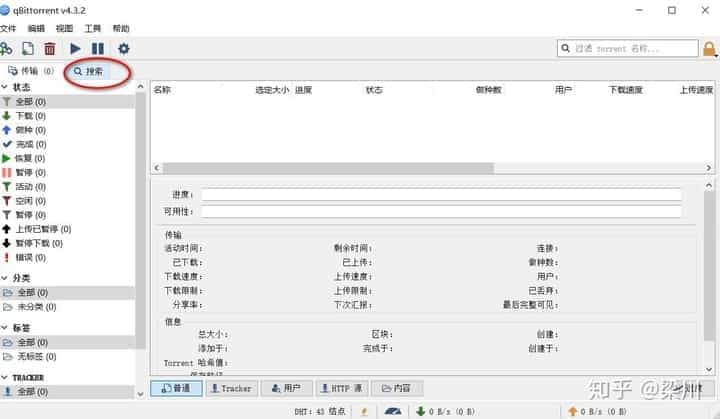 qBittorrent v4.3.2
文件 编辑 视图 工具 帮助
过滤 torrent 名称...
传输 (0) 搜索
状态
全部 (0)
下载 (0)
做种 (0)
完成 (0)
恢复 (0)
暂停 (0)
活动 (0)
空闲 (0)
暂停 (0)
上传已暂停 (0)
暂停下载 (0)
错误 (0)
分类
全部 (0)
未分类 (0)
标签
全部 (0)
无标签 (0)
TRACKER
全部 (0)
名称 选定大小 进度 状态 做种数 用户 下载速度 上传速度
进度：
可用性：
传输
活动时间： 剩余时间： 连接：
已下载： 已上传： 做种数：
下载速度： 上传速度： 用户：
下载限制： 上传限制： 已丢弃：
分享率： 下次汇报： 最后完整可见：
信息
总大小： 区块： 创建：
添加于： 完成于： 创建于：
Torrent 哈希值：
普通 Tracker 用户 HTTP 源 内容
知乎 @梁川
DHT: 43 结点 0 B/s (0 B) 0 B/s (0 B)